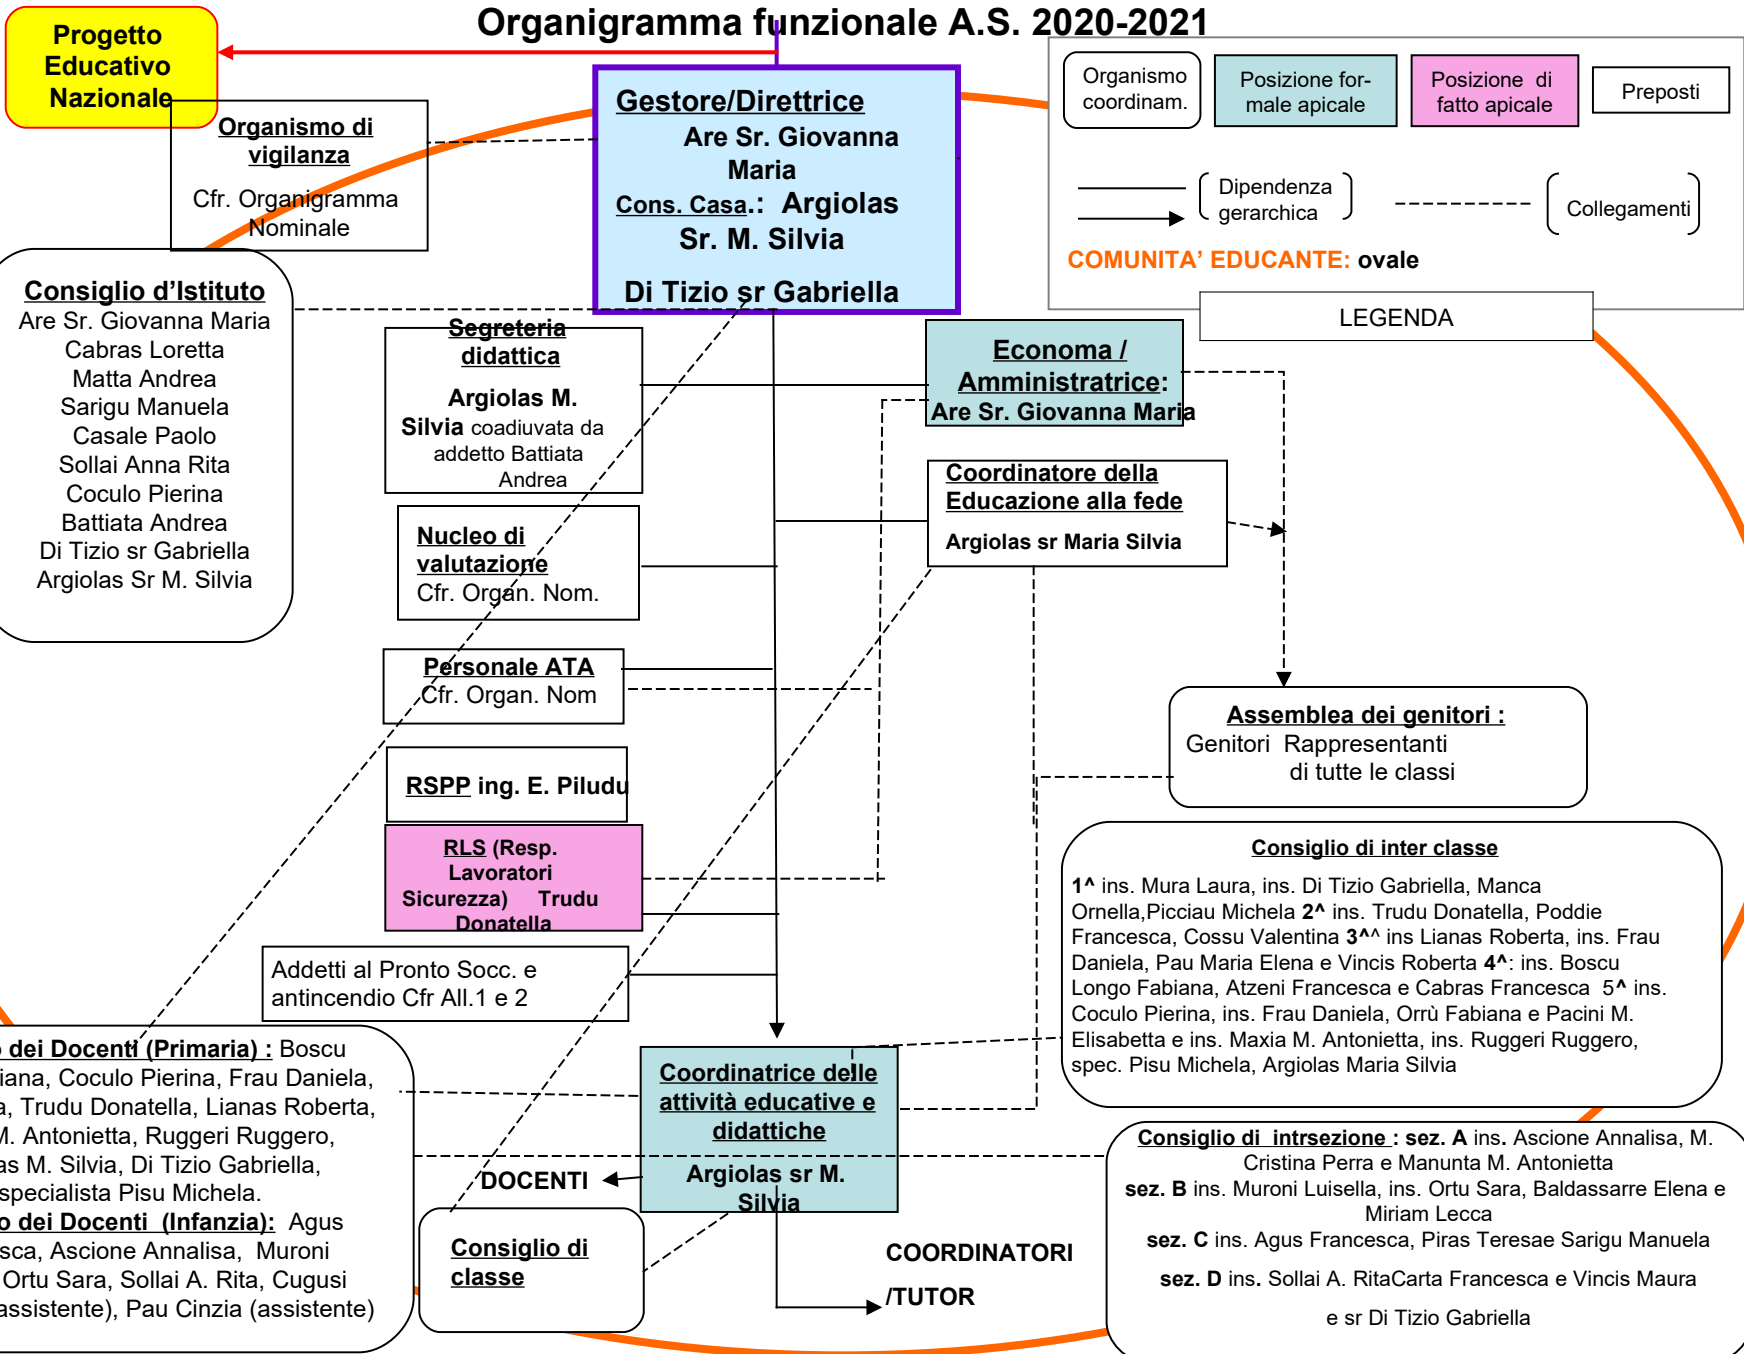 Organigramma funzionale A.S. 2020-2021
Progetto
Educativo
Nazionale
Organismo di
vigilanza
Cfr. Organigramma
Nominale
Gestore/Direttrice
Are Sr. Giovanna
Maria
Cons. Casa.: Argiolas
Sr. M. Silvia
Di Tizio sr Gabriella
Organismo
coordinam.
Posizione for-
male apicale
Posizione di
fatto apicale
Preposti
Dipendenza
gerarchica
Collegamenti
COMUNITA' EDUCANTE: ovale
LEGENDA
Consiglio d'Istituto
Are Sr. Giovanna Maria
Cabras Loretta
Matta Andrea
Sarigu Manuela
Casale Paolo
Sollai Anna Rita
Coculo Pierina
Battiata Andrea
Di Tizio sr Gabriella
Argiolas Sr M. Silvia
Segreteria
didattica
Argiolas M.
Silvia coadiuvata da
addetto Battiata
Andrea
Economa /
Amministratrice:
Are Sr. Giovanna Maria
Coordinatore della
Educazione alla fede
Argiolas sr Maria Silvia
Nucleo di
valutazione
Cfr. Organ. Nom.
Personale ATA
Cfr. Organ. Nom
RSPP ing. E. Piludu
RLS (Resp.
Lavoratori
Sicurezza) Trudu
Donatella
Addetti al Pronto Socc. e
antincendio Cfr All.1 e 2
Assemblea dei genitori :
Genitori Rappresentanti
di tutte le classi
Consiglio di inter classe
1^ ins. Mura Laura, ins. Di Tizio Gabriella, Manca
Ornella,Picciau Michela 2^ ins. Trudu Donatella, Poddie
Francesca, Cossu Valentina 3^^ ins Lianas Roberta, ins. Frau
Daniela, Pau Maria Elena e Vincis Roberta 4^: ins. Boscu
Longo Fabiana, Atzeni Francesca e Cabras Francesca 5^ ins.
Coculo Pierina, ins. Frau Daniela, Orrù Fabiana e Pacini M.
Elisabetta e ins. Maxia M. Antonietta, ins. Ruggeri Ruggero,
spec. Pisu Michela, Argiolas Maria Silvia
o dei Docenti (Primaria) : Boscu
iana, Coculo Pierina, Frau Daniela,
a, Trudu Donatella, Lianas Roberta,
M. Antonietta, Ruggeri Ruggero,
as M. Silvia, Di Tizio Gabriella,
specialista Pisu Michela.
o dei Docenti (Infanzia): Agus
sca, Ascione Annalisa, Muroni
Ortu Sara, Sollai A. Rita, Cugusi
assistente), Pau Cinzia (assistente)
Coordinatrice delle
attività educative e
didattiche
Argiolas sr M.
Silvia
DOCENTI
Consiglio di
classe
COORDINATORI
/TUTOR
Consiglio di intrsezione : sez. A ins. Ascione Annalisa, M.
Cristina Perra e Manunta M. Antonietta
sez. B ins. Muroni Luisella, ins. Ortu Sara, Baldassarre Elena e
Miriam Lecca
sez. C ins. Agus Francesca, Piras Teresae Sarigu Manuela
sez. D ins. Sollai A. RitaCarta Francesca e Vincis Maura
e sr Di Tizio Gabriella